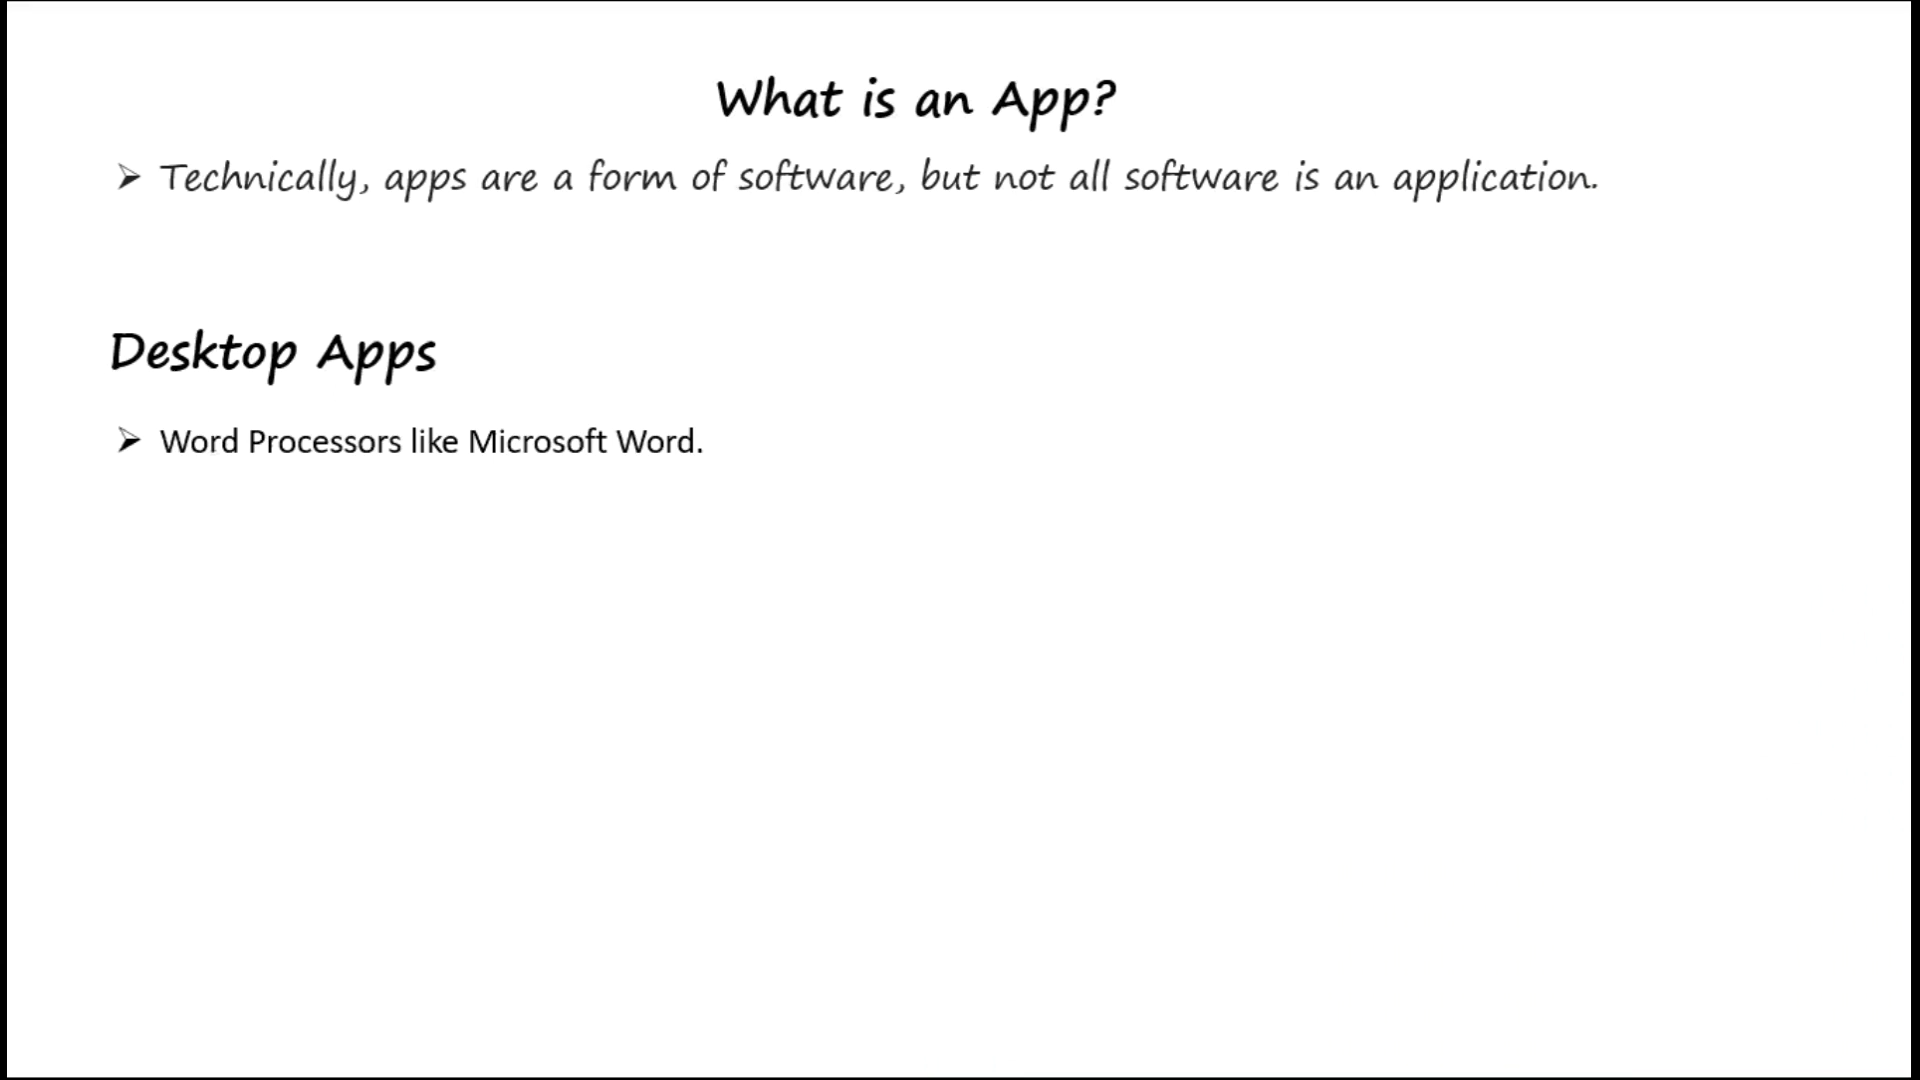 What is an App?
➢ Technically, apps are a form of software, but not all software is an application.
Desktop Apps
➢ Word Processors like Microsoft Word.